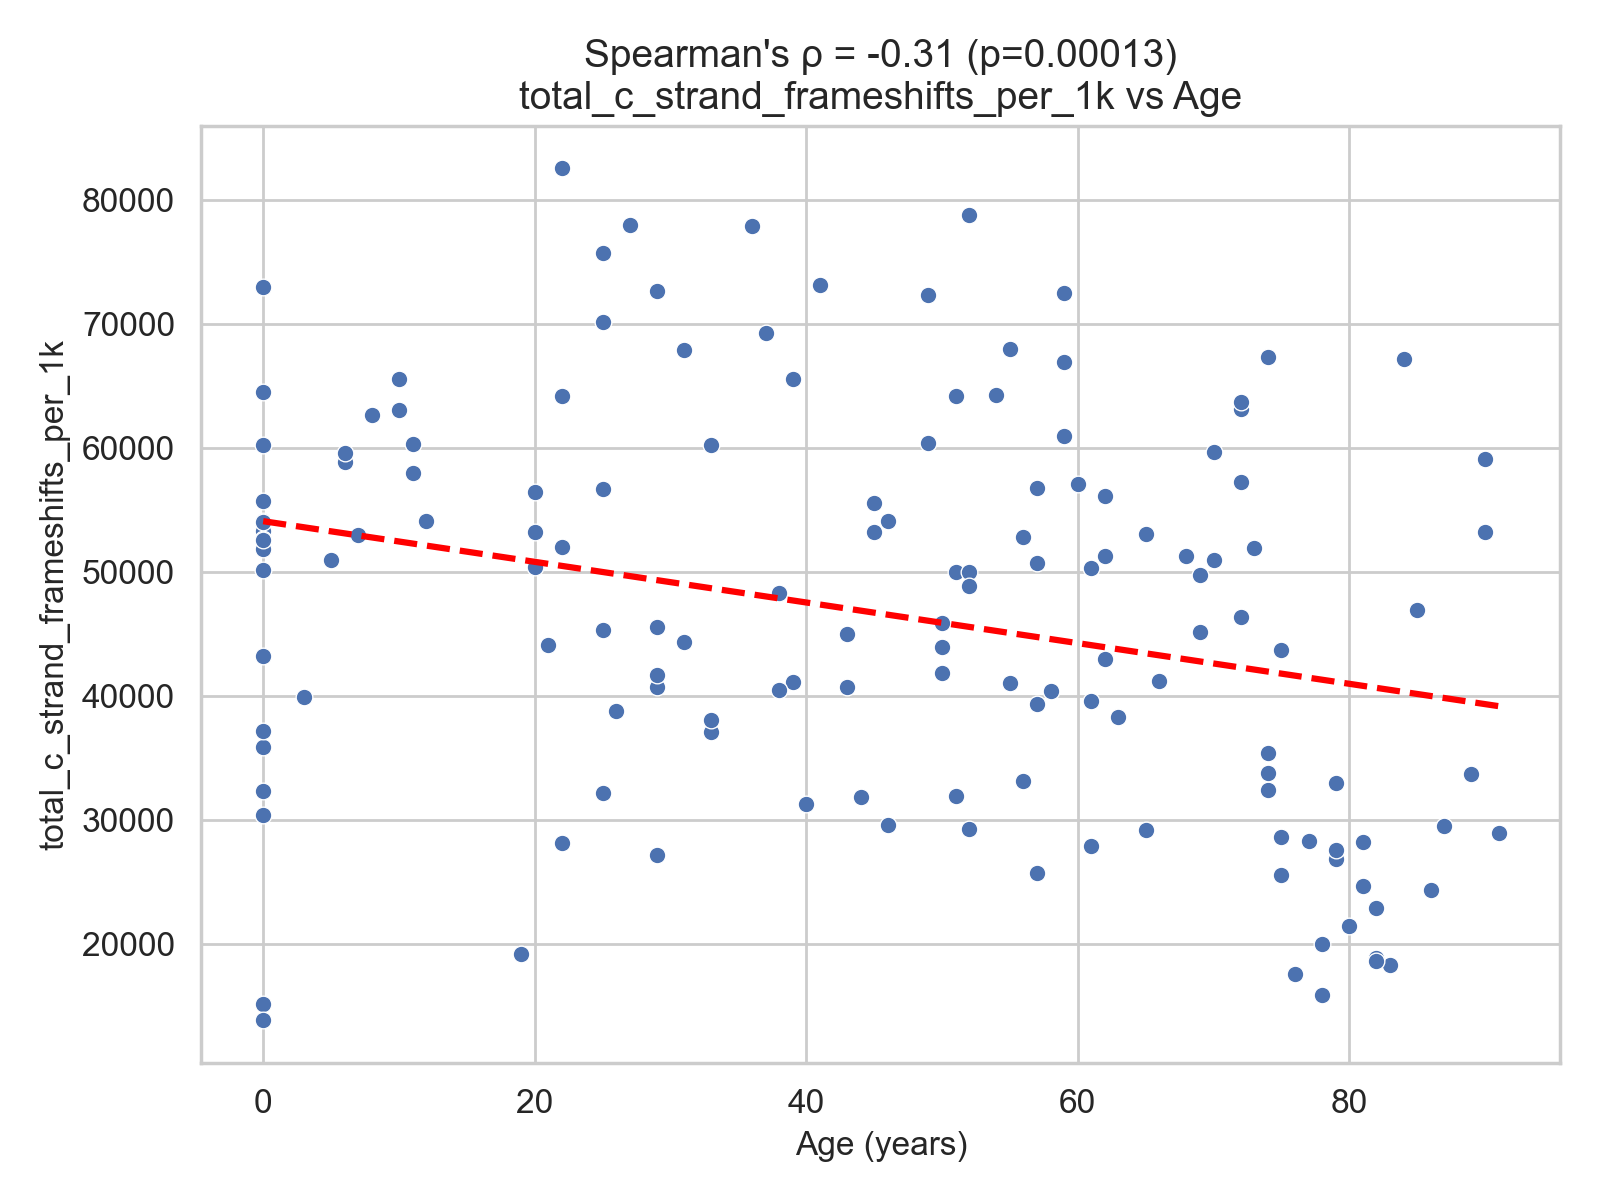 Spearman's ρ = -0.31 (p=0.00013)
total_c_strand_frameshifts_per_1k vs Age
total_c_strand_frameshifts_per_1k
80000
70000
60000
50000
40000
30000
20000
0 20 40 60 80
Age (years)